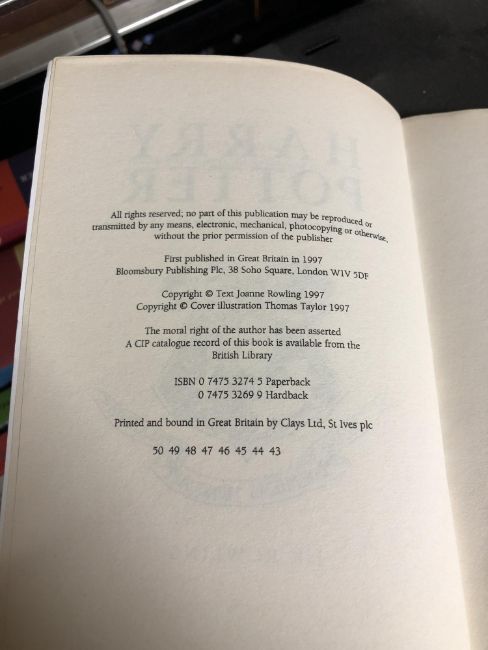 All rights reserved; no part of this publication may be reproduced or
transmitted by any means, electronic, mechanical, photocopying or otherwise,
without the prior permission of the publisher
First published in Great Britain in 1997
Bloomsbury Publishing Plc, 38 Soho Square, London W1V 5DF
Copyright © Text Joanne Rowling 1997
Copyright © Cover illustration Thomas Taylor 1997
The moral right of the author has been asserted
A CIP catalogue record of this book is available from the
British Library
ISBN 0 7475 3274 5 Paperback
0 7475 3269 9 Hardback
Printed and bound in Great Britain by Clays Ltd, St Ives plc
50 49 48 47 46 45 44 43